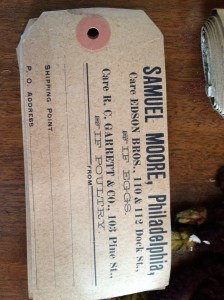 SAMUEL MOORE, Philadelphia,
Care EDSON BROS., 110 & 112 Dock St.,
☞IF EGGS.
Care R. C. GARRETT & CO., 105 Pine St.,
☞IF POULTRY.
FROM
SHIPPING POINT
P. O. ADDRESS